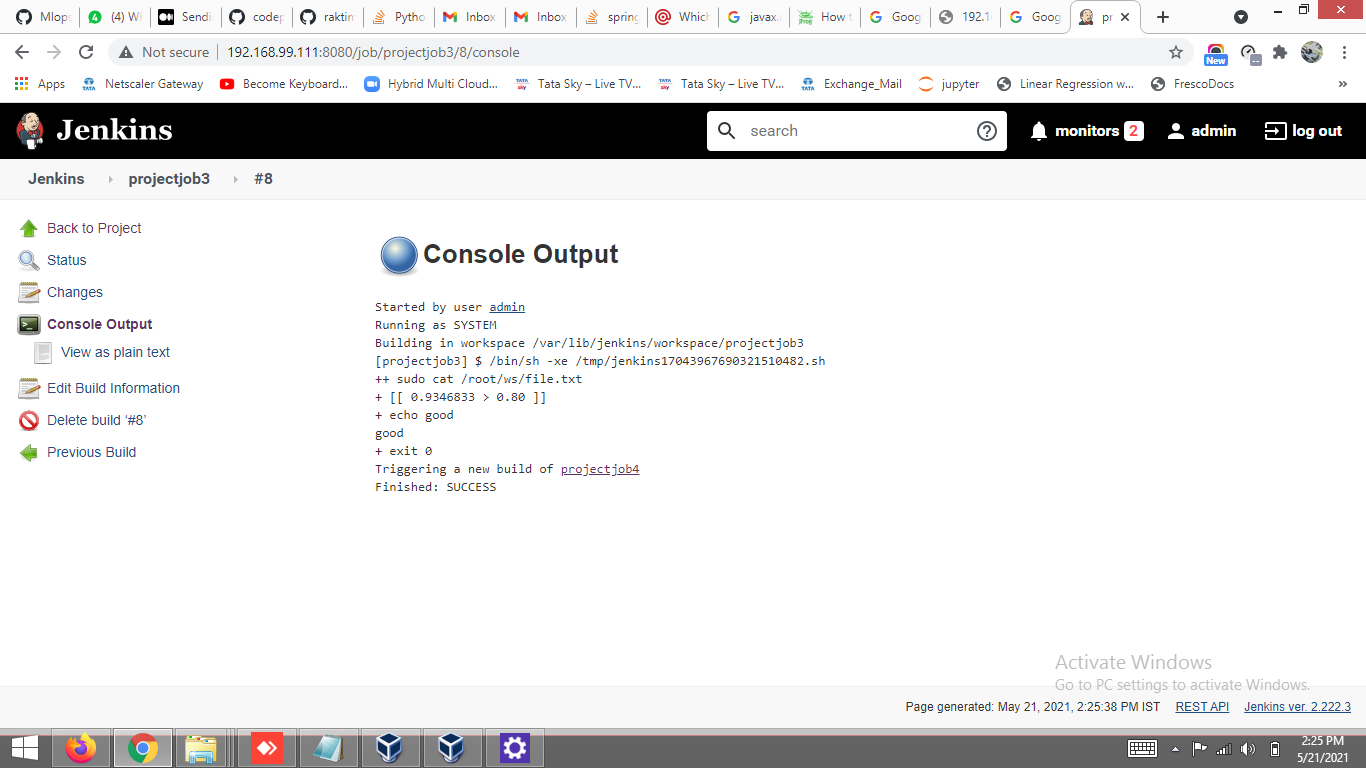 Mlops
(4) W
Sendi
codep
raktim
Pytho
Inbox
Inbox
spring
Which
javax.
How t
Goog
192.1
Goog
pr
Not secure
192.168.99.111:8080/job/projectjob3/8/console
New
Apps
Netscaler Gateway
Become Keyboard...
Hybrid Multi Cloud...
Tata Sky – Live TV...
Tata Sky – Live TV...
Exchange_Mail
jupyter
Linear Regression w...
FrescoDocs
»
Jenkins
search
monitors 2
admin
log out
Jenkins
projectjob3
#8
Back to Project
Status
Changes
Console Output
View as plain text
Edit Build Information
Delete build ‘#8’
Previous Build
Console Output
Started by user admin
Running as SYSTEM
Building in workspace /var/lib/jenkins/workspace/projectjob3
[projectjob3] $ /bin/sh -xe /tmp/jenkins17043967690321510482.sh
++ sudo cat /root/ws/file.txt
+ [[ 0.9346833 > 0.80 ]]
+ echo good
good
+ exit 0
Triggering a new build of projectjob4
Finished: SUCCESS
Activate Windows
Go to PC settings to activate Windows.
Page generated: May 21, 2021, 2:25:38 PM IST
REST API
Jenkins ver. 2.222.3
2:25 PM
5/21/2021